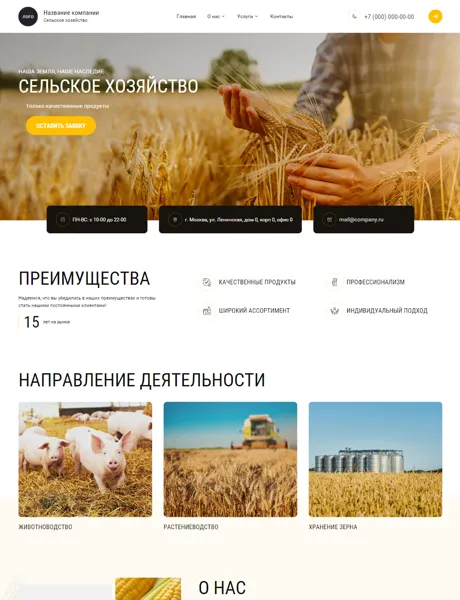 ЛОГО
Название компании
Сельское хозяйство
Главная
О нас
Услуги
Контакты
+7 (000) 000-00-00
НАША ЗЕМЛЯ, НАШЕ НАСЛЕДИЕ
СЕЛЬСКОЕ ХОЗЯЙСТВО
Только качественные продукты
ОСТАВИТЬ ЗАЯВКУ
ПН-ВС: с 10-00 до 22-00
г. Москва, ул. Ленинская, дом 0, корп 0, офис 0
mail@company.ru
ПРЕИМУЩЕСТВА
Надеемся, что вы убедились в наших преимуществах и готовы
стать нашими постоянными клиентами!
15 лет на рынке
КАЧЕСТВЕННЫЕ ПРОДУКТЫ
ПРОФЕССИОНАЛИЗМ
ШИРОКИЙ АССОРТИМЕНТ
ИНДИВИДУАЛЬНЫЙ ПОДХОД
НАПРАВЛЕНИЕ ДЕЯТЕЛЬНОСТИ
ЖИВОТНОВОДСТВО
РАСТЕНИЕВОДСТВО
ХРАНЕНИЕ ЗЕРНА
О НАС